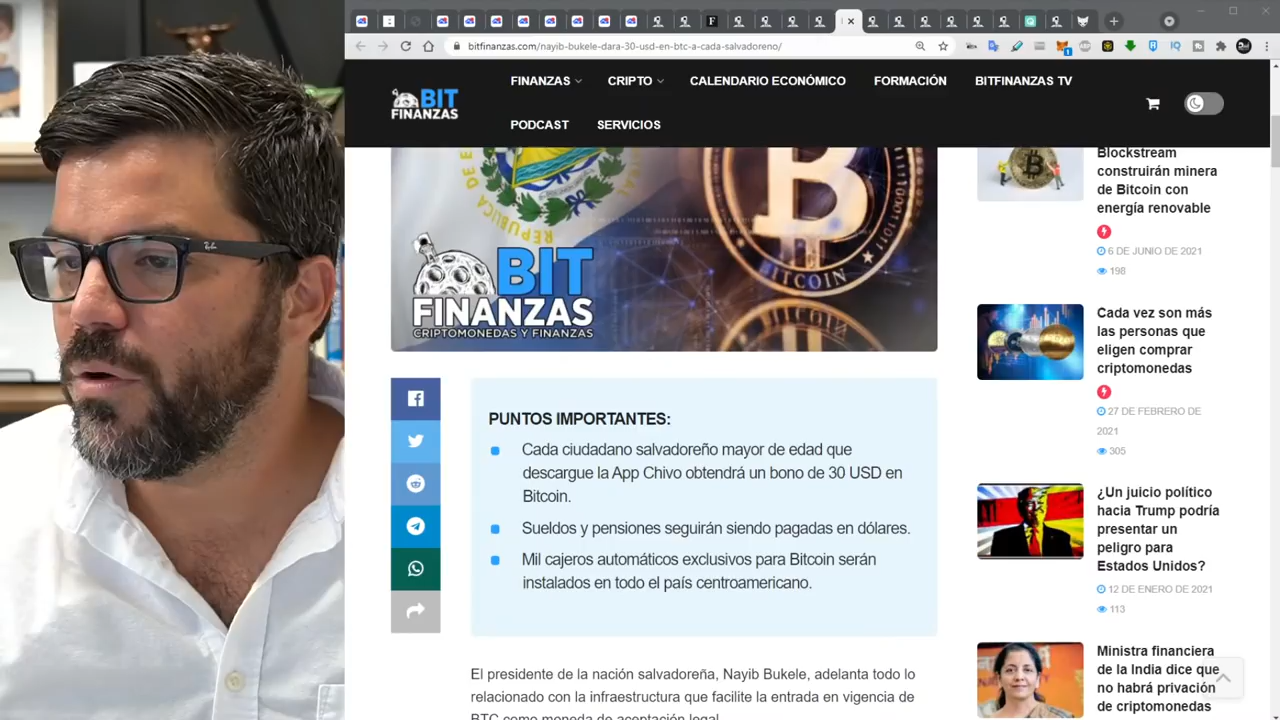 bitfinanzas.com/nayib-bukele-dara-30-usd-en-btc-a-cada-salvadoreno/
BIT
FINANZAS
FINANZAS
CRIPTO
CALENDARIO ECONÓMICO
FORMACIÓN
BITFINANZAS TV
PODCAST
SERVICIOS
BIT
FINANZAS
CRIPTOMONEDAS Y FINANZAS
BITCOIN
PUNTOS IMPORTANTES:
Cada ciudadano salvadoreño mayor de edad que
descargue la App Chivo obtendrá un bono de 30 USD en
Bitcoin.
Sueldos y pensiones seguirán siendo pagadas en dólares.
Mil cajeros automáticos exclusivos para Bitcoin serán
instalados en todo el país centroamericano.
El presidente de la nación salvadoreña, Nayib Bukele, adelanta todo lo
relacionado con la infraestructura que facilite la entrada en vigencia de
BTC como moneda de aceptación legal
Blockstream
construirán minera
de Bitcoin con
energía renovable
6 DE JUNIO DE 2021
198
Cada vez son más
las personas que
eligen comprar
criptomonedas
27 DE FEBRERO DE
2021
305
¿Un juicio político
hacia Trump podría
presentar un
peligro para
Estados Unidos?
12 DE ENERO DE 2021
113
Ministra financiera
de la India dice que
no habrá privación
de criptomonedas